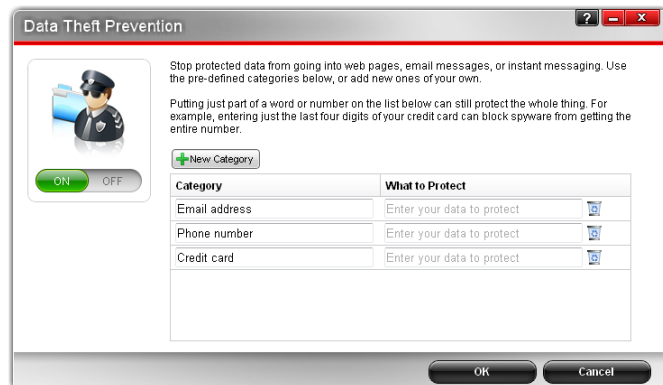 Data Theft Prevention
?
X
Stop protected data from going into web pages, email messages, or instant messaging. Use
the pre-defined categories below, or add new ones of your own.
Putting just part of a word or number on the list below can still protect the whole thing. For
example, entering just the last four digits of your credit card can block spyware from getting the
entire number.
New Category
ON OFF
Category What to Protect
Email address Enter your data to protect
Phone number Enter your data to protect
Credit card Enter your data to protect
OK Cancel